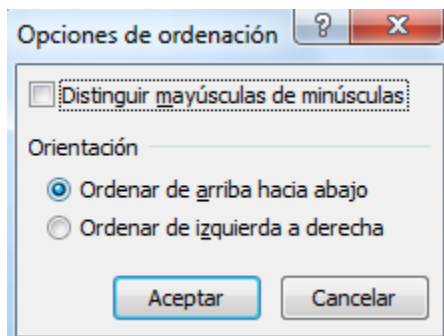 Opciones de ordenación
Distinguir mayúsculas de minúsculas
Orientación
Ordenar de arriba hacia abajo
Ordenar de izquierda a derecha
Aceptar
Cancelar